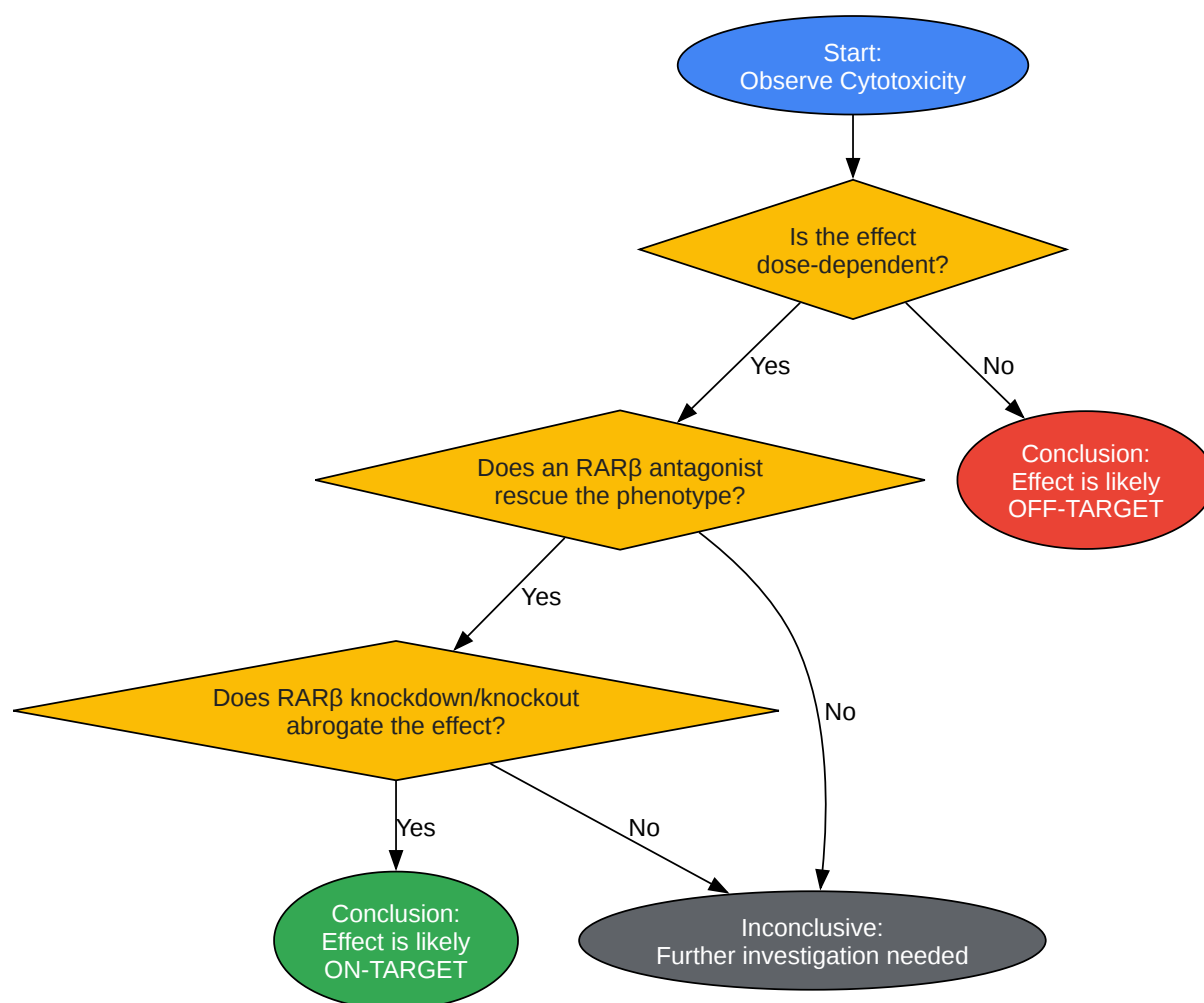 Start:
Observe Cytotoxicity
Is the effect
dose-dependent?
Yes
No
Does an RARβ antagonist
rescue the phenotype?
Conclusion:
Effect is likely
OFF-TARGET
Yes
No
Does RARβ knockdown/knockout
abrogate the effect?
Yes
No
Conclusion:
Effect is likely
ON-TARGET
Inconclusive:
Further investigation needed